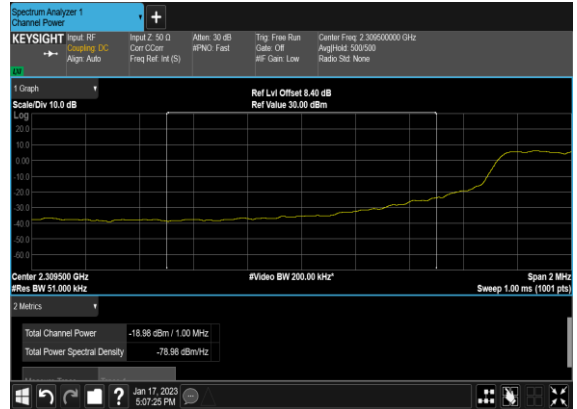 Spectrum Analyzer 1
Channel Power
+
KEYSIGHT
Input: RF
Coupling: DC
Align: Auto
Input Z: 50 Ω
Corr CCorr
Freq Ref: Int (S)
Atten: 30 dB
#PNO: Fast
Trig: Free Run
Gate: Off
#IF Gain: Low
Center Freq: 2.309500000 GHz
Avg|Hold: 500/500
Radio Std: None
1 Graph
Scale/Div 10.0 dB
Ref Lvl Offset 8.40 dB
Ref Value 30.00 dBm
Log
20.0
10.0
0.00
-10.0
-20.0
-30.0
-40.0
-50.0
-60.0
Center 2.309500 GHz
#Res BW 51.000 kHz
#Video BW 200.00 kHz*
Span 2 MHz
Sweep 1.00 ms (1001 pts)
2 Metrics
Total Channel Power -18.98 dBm / 1.00 MHz
Total Power Spectral Density -78.98 dBm/Hz
?
Jan 17, 2023
5:07:25 PM